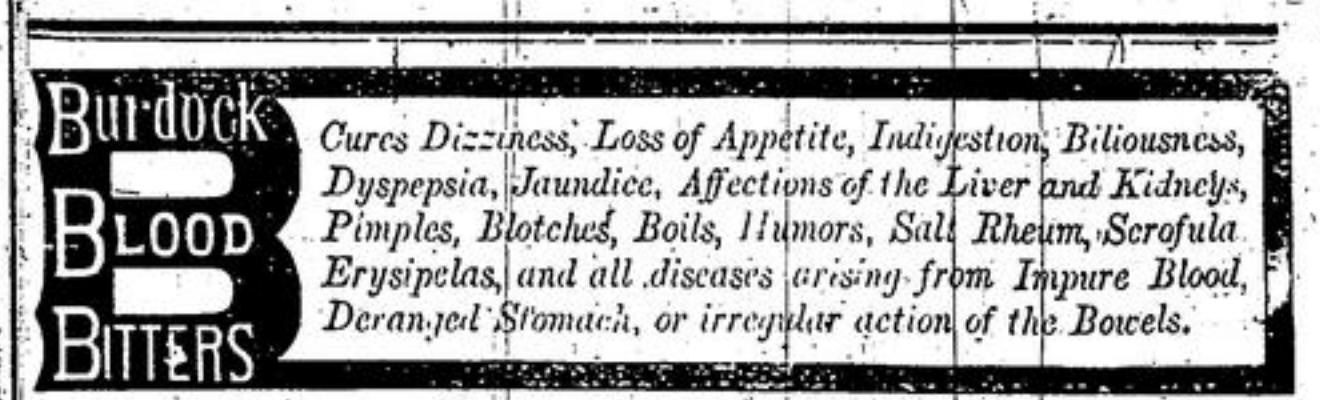 Burdock
BLOOD
BITTERS
Cures Dizziness, Loss of Appetite, Indigestion, Biliousness,
Dyspepsia, Jaundice, Affections of the Liver and Kidneys,
Pimples, Blotches, Boils, Humors, Salt Rheum, Scrofula
Erysipelas, and all diseases arising from Impure Blood,
Deranged Stomach, or irregular action of the Bowels.